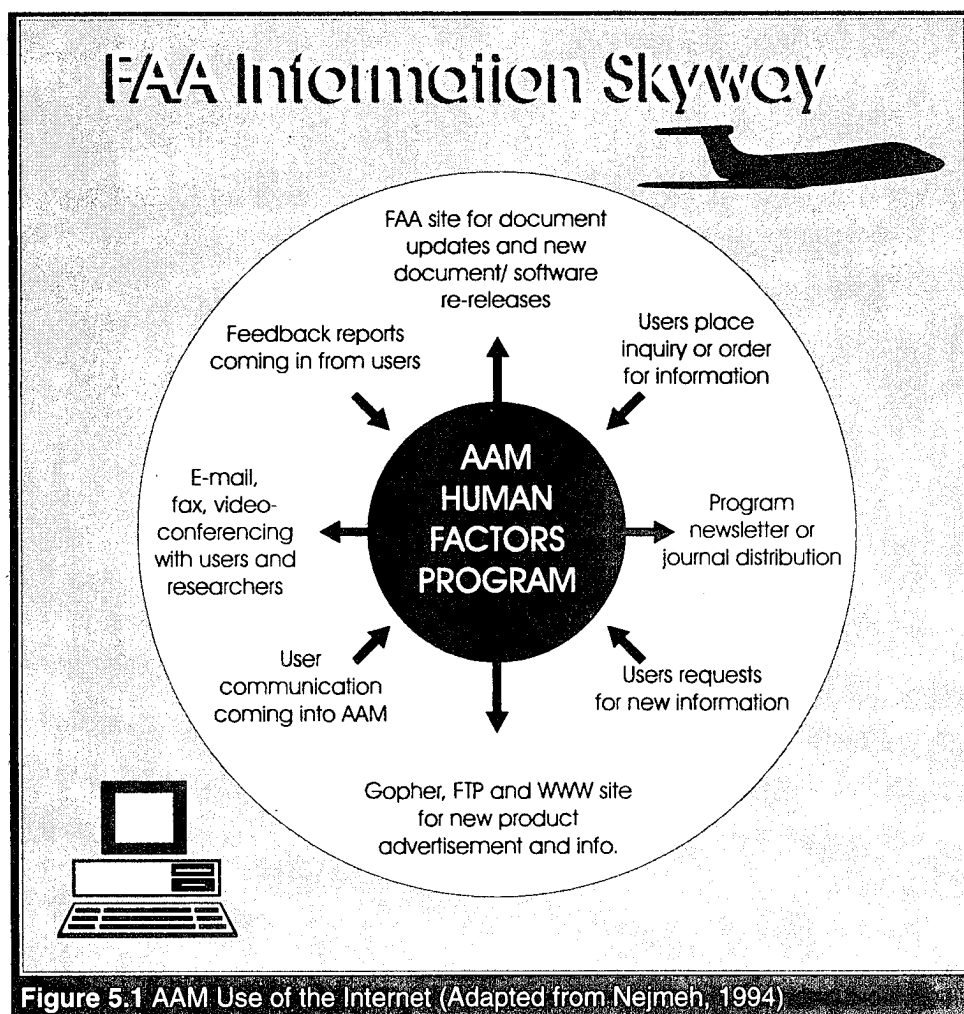 FAA Information Skyway
FAA site for document
updates and new
document/ software
re-releases
Feedback reports
coming in from users
Users place
inquiry or order
for information
E-mail,
fax, video-
conferencing
with users and
researchers
AAM
HUMAN
FACTORS
PROGRAM
Program
newsletter or
journal distribution
User
communication
coming into AAM
Users requests
for new information
Gopher, FTP and WWW site
for new product
advertisement and info.
Figure 5.1 AAM Use of the Internet (Adapted from Nejmeh, 1994)